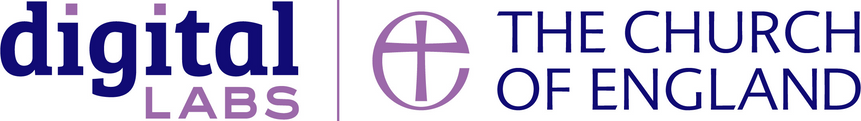 digital
LABS
THE CHURCH
OF ENGLAND